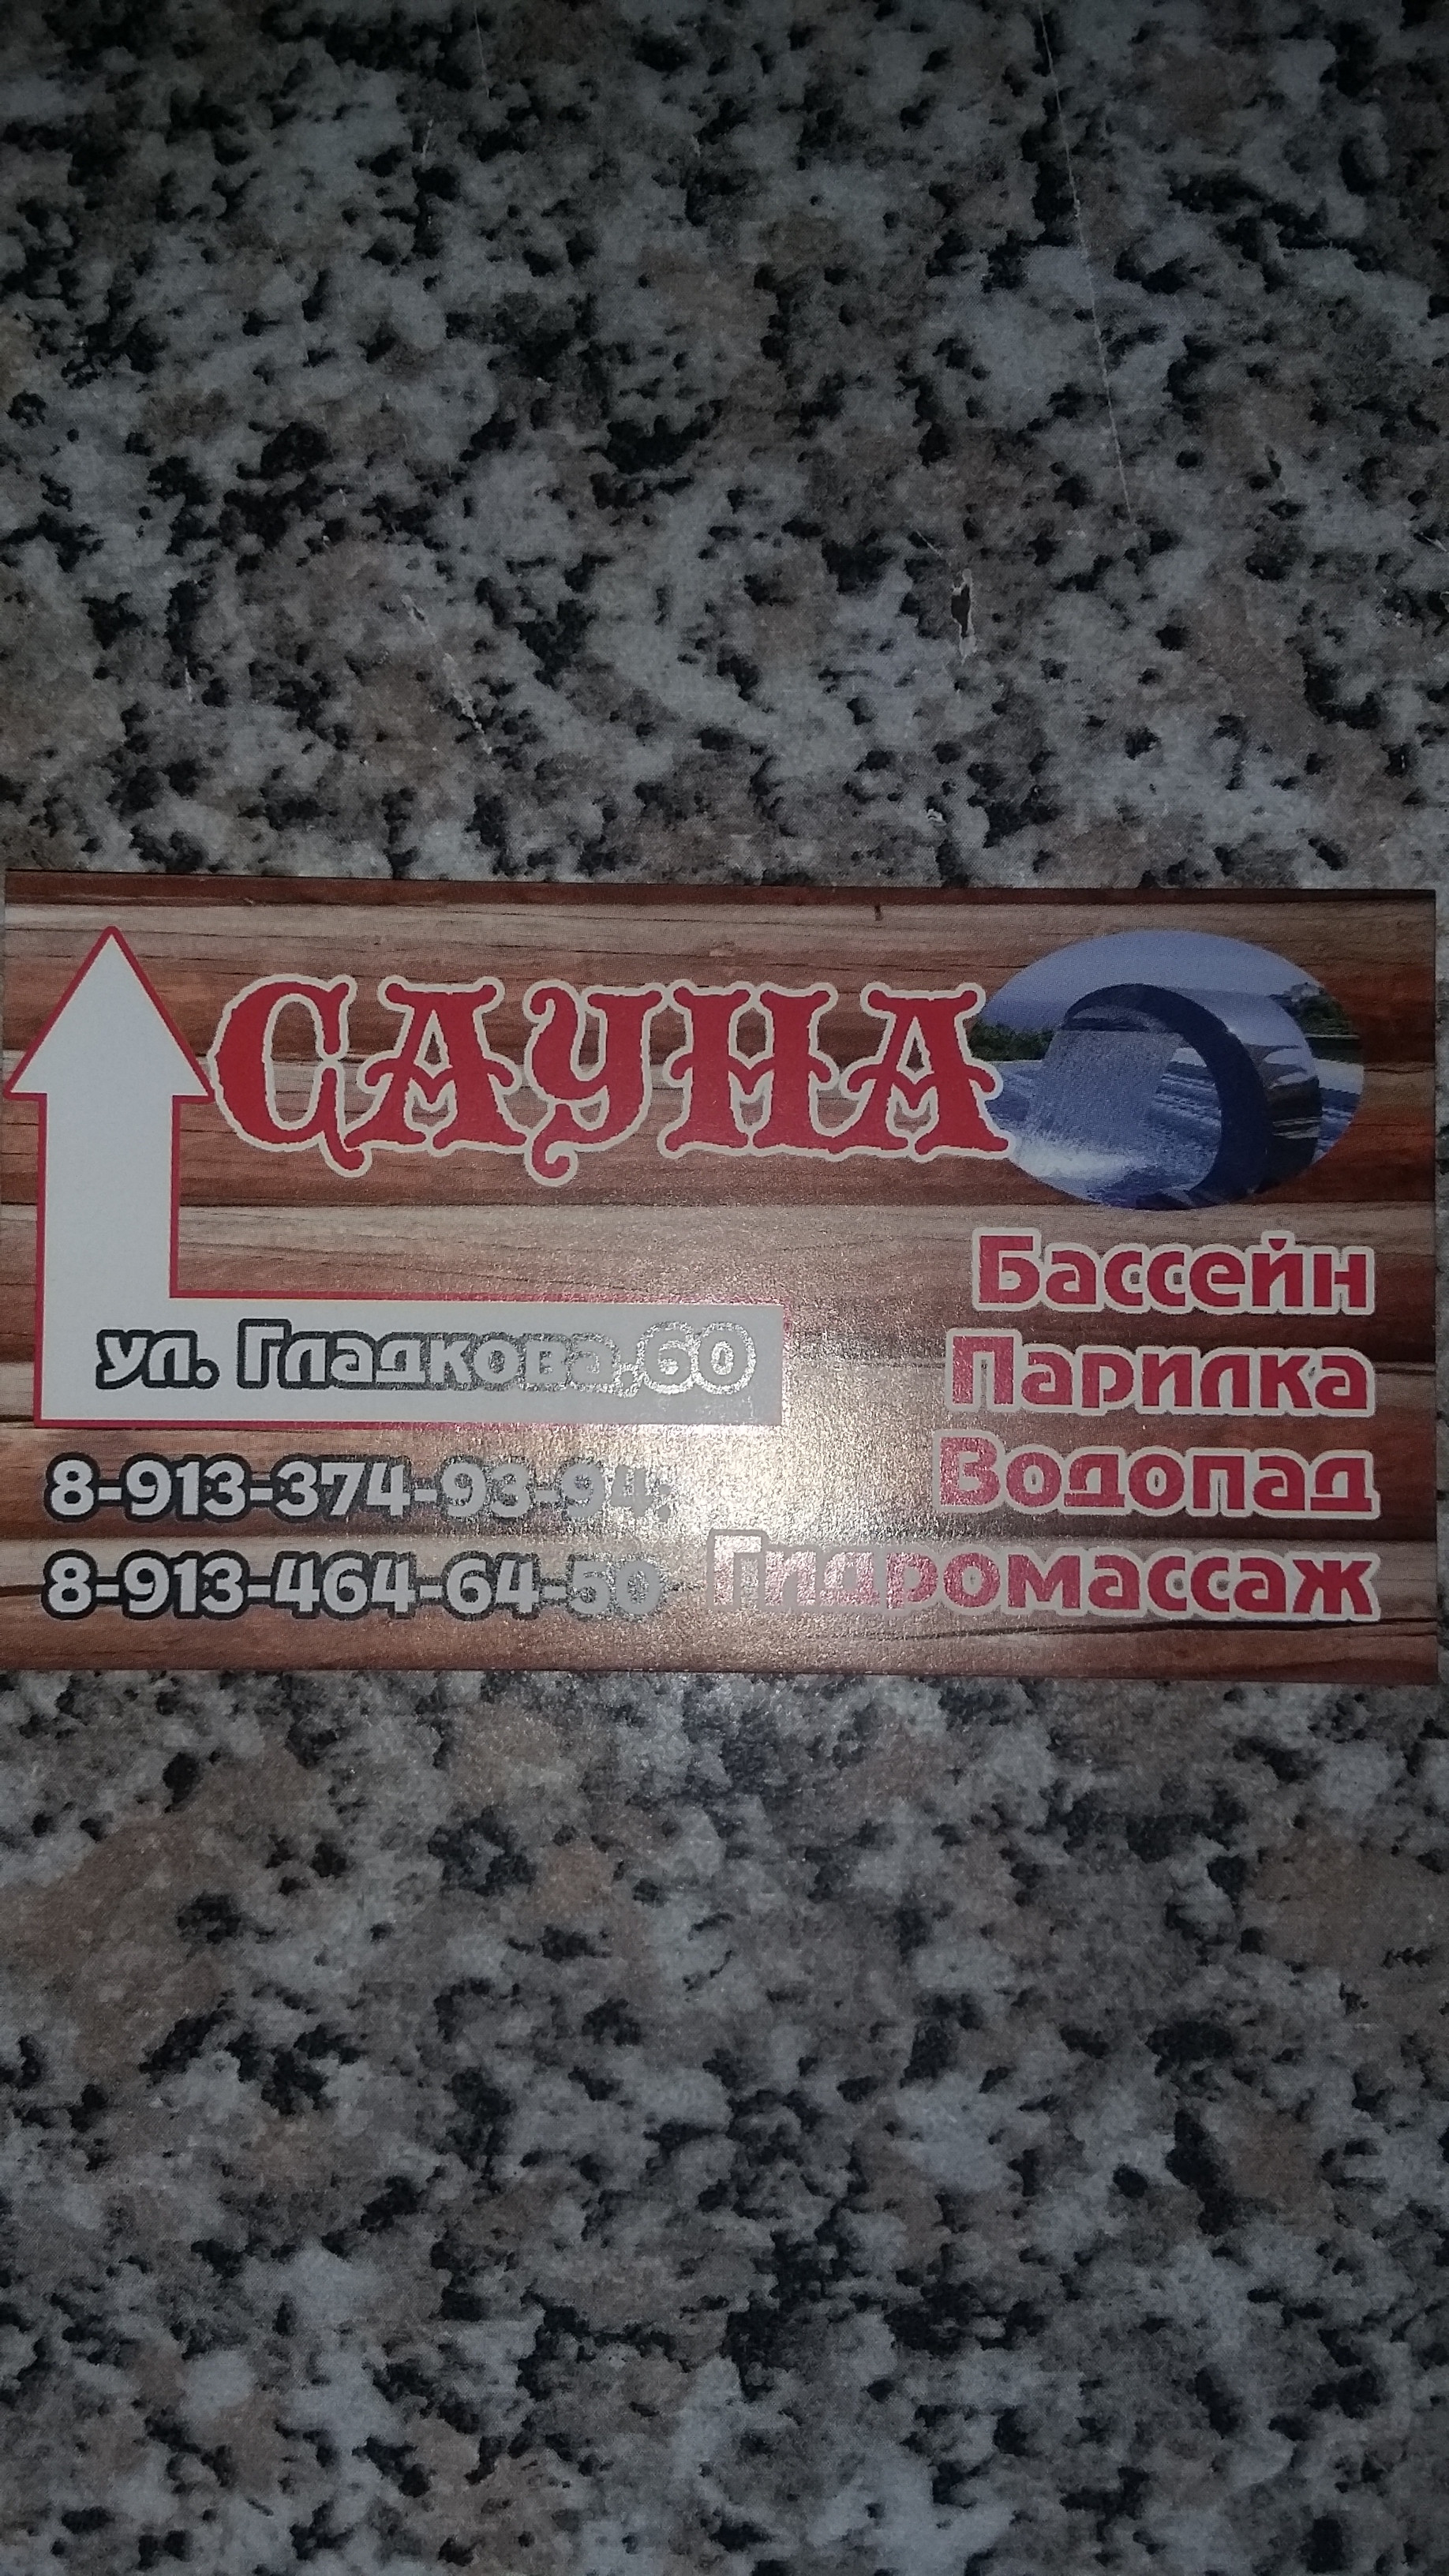 САУНА
ул. Гладкова,60
8-913-374-93-94;
8-913-464-64-50
Бассейн
Парилка
Водопад
Гидромассаж